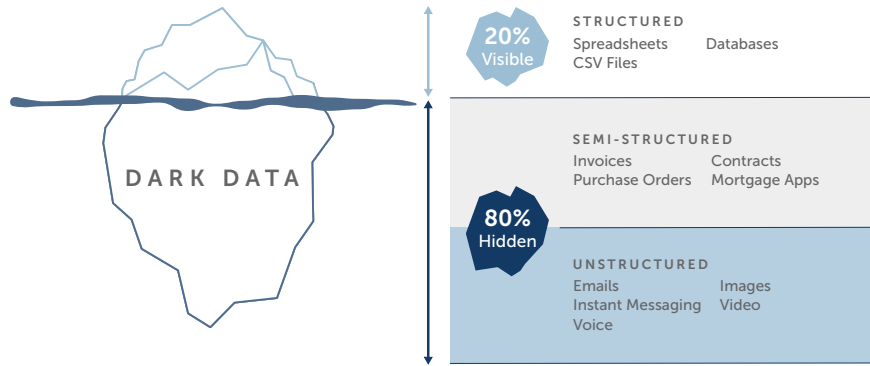 20%
Visible
STRUCTURED
Spreadsheets Databases
CSV Files
DARK DATA
SEMI-STRUCTURED
Invoices Contracts
Purchase Orders Mortgage Apps
80%
Hidden
UNSTRUCTURED
Emails Images
Instant Messaging Video
Voice